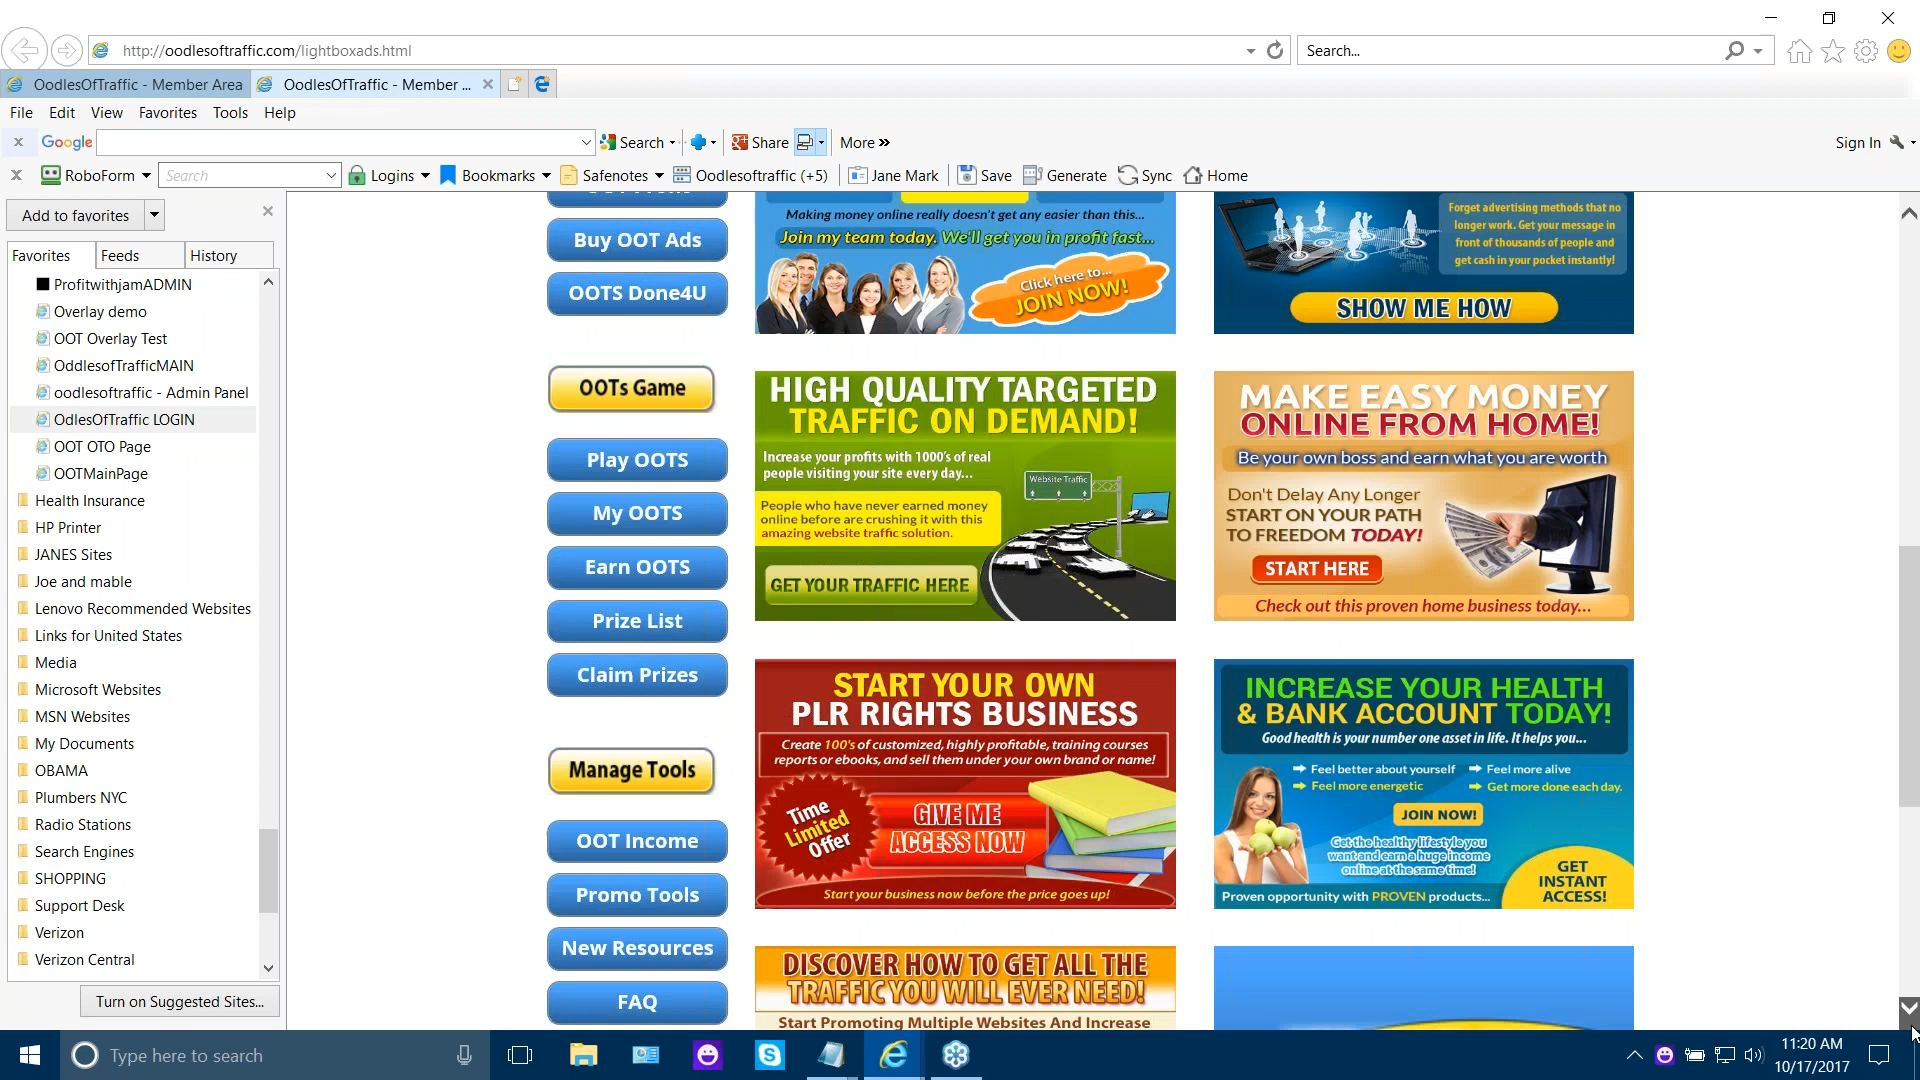 http://oodlesoftraffic.com/lightboxads.html
Search...
OodlesOfTraffic - Member Area
OodlesOfTraffic - Member ...
File Edit View Favorites Tools Help
Google
Search
Share
More »
Sign In
RoboForm
Search
Logins
Bookmarks
Safenotes
Oodlesoftraffic (+5)
Jane Mark
Save
Generate
Sync
Home
Add to favorites
Favorites
Feeds
History
ProfitwithjamADMIN
Overlay demo
OOT Overlay Test
OddlesofTrafficMAIN
oodlesoftraffic - Admin Panel
OdlesOfTraffic LOGIN
OOT OTO Page
OOTMainPage
Health Insurance
HP Printer
JANES Sites
Joe and mable
Lenovo Recommended Websites
Links for United States
Media
Microsoft Websites
MSN Websites
My Documents
OBAMA
Plumbers NYC
Radio Stations
Search Engines
SHOPPING
Support Desk
Verizon
Verizon Central
Turn on Suggested Sites...
Buy OOT Ads
OOTS Done4U
OOTs Game
Play OOTS
My OOTS
Earn OOTS
Prize List
Claim Prizes
Manage Tools
OOT Income
Promo Tools
New Resources
FAQ
Making money online really doesn't get any easier than this...
Join my team today. We'll get you in profit fast...
Click here to...
JOIN NOW!
Forget advertising methods that no
longer work. Get your message in
front of thousands of people and
get cash in your pocket instantly!
SHOW ME HOW
HIGH QUALITY TARGETED
TRAFFIC ON DEMAND!
Increase your profits with 1000's of real
people visiting your site every day...
Website Traffic
People who have never earned money
online before are crushing it with this
amazing website traffic solution.
GET YOUR TRAFFIC HERE
MAKE EASY MONEY
ONLINE FROM HOME!
Be your own boss and earn what you are worth
Don't Delay Any Longer
START ON YOUR PATH
TO FREEDOM TODAY!
START HERE
Check out this proven home business today...
START YOUR OWN
PLR RIGHTS BUSINESS
Create 100's of customized, highly profitable, training courses
reports or ebooks, and sell them under your own brand or name!
Time
Limited
Offer
GIVE ME
ACCESS NOW
Start your business now before the price goes up!
INCREASE YOUR HEALTH
& BANK ACCOUNT TODAY!
Good health is your number one asset in life. It helps you...
Feel better about yourself
Feel more alive
Feel more energetic
Get more done each day.
JOIN NOW!
Get the healthy lifestyle you
want and earn a huge income
online at the same time!
GET
INSTANT
ACCESS!
Proven opportunity with PROVEN products...
DISCOVER HOW TO GET ALL THE
TRAFFIC YOU WILL EVER NEED!
Start Promoting Multiple Websites And Increase
Type here to search
11:20 AM
10/17/2017